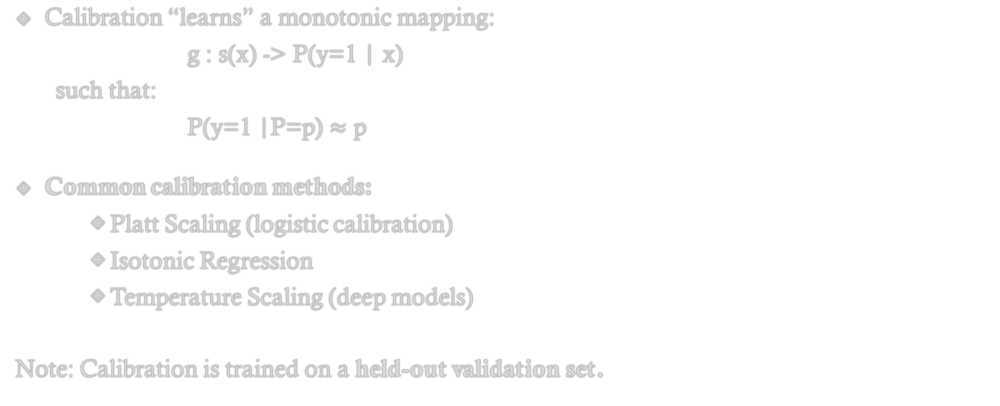 Calibration “learns” a monotonic mapping:
g : s(x) -> P(y=1 | x)
such that:
P(y=1 |P=p) ≈ p
Common calibration methods:
Platt Scaling (logistic calibration)
Isotonic Regression
Temperature Scaling (deep models)
Note: Calibration is trained on a held-out validation set.